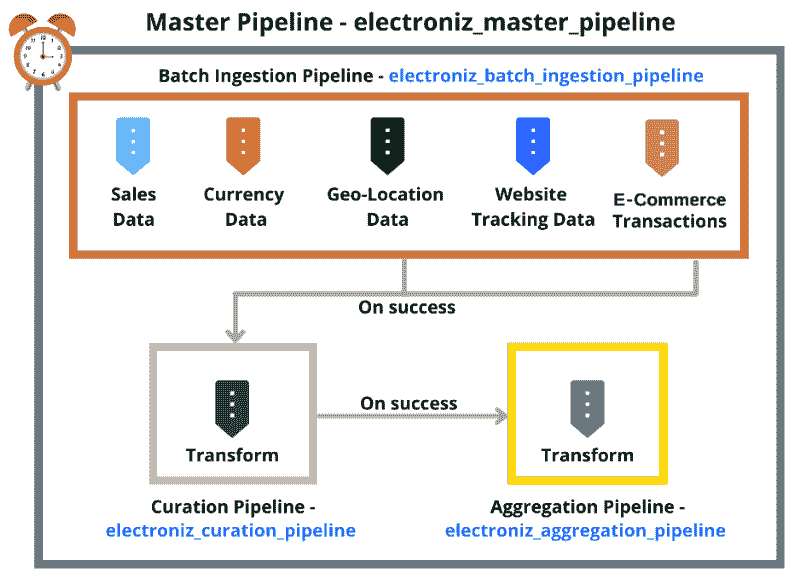 Master Pipeline - electroniz_master_pipeline
Batch Ingestion Pipeline - electroniz_batch_ingestion_pipeline
Sales
Data
Currency
Data
Geo-Location
Data
Website
Tracking Data
E-Commerce
Transactions
On success
Transform
On success
Transform
Curation Pipeline -
electroniz_curation_pipeline
Aggregation Pipeline -
electroniz_aggregation_pipeline